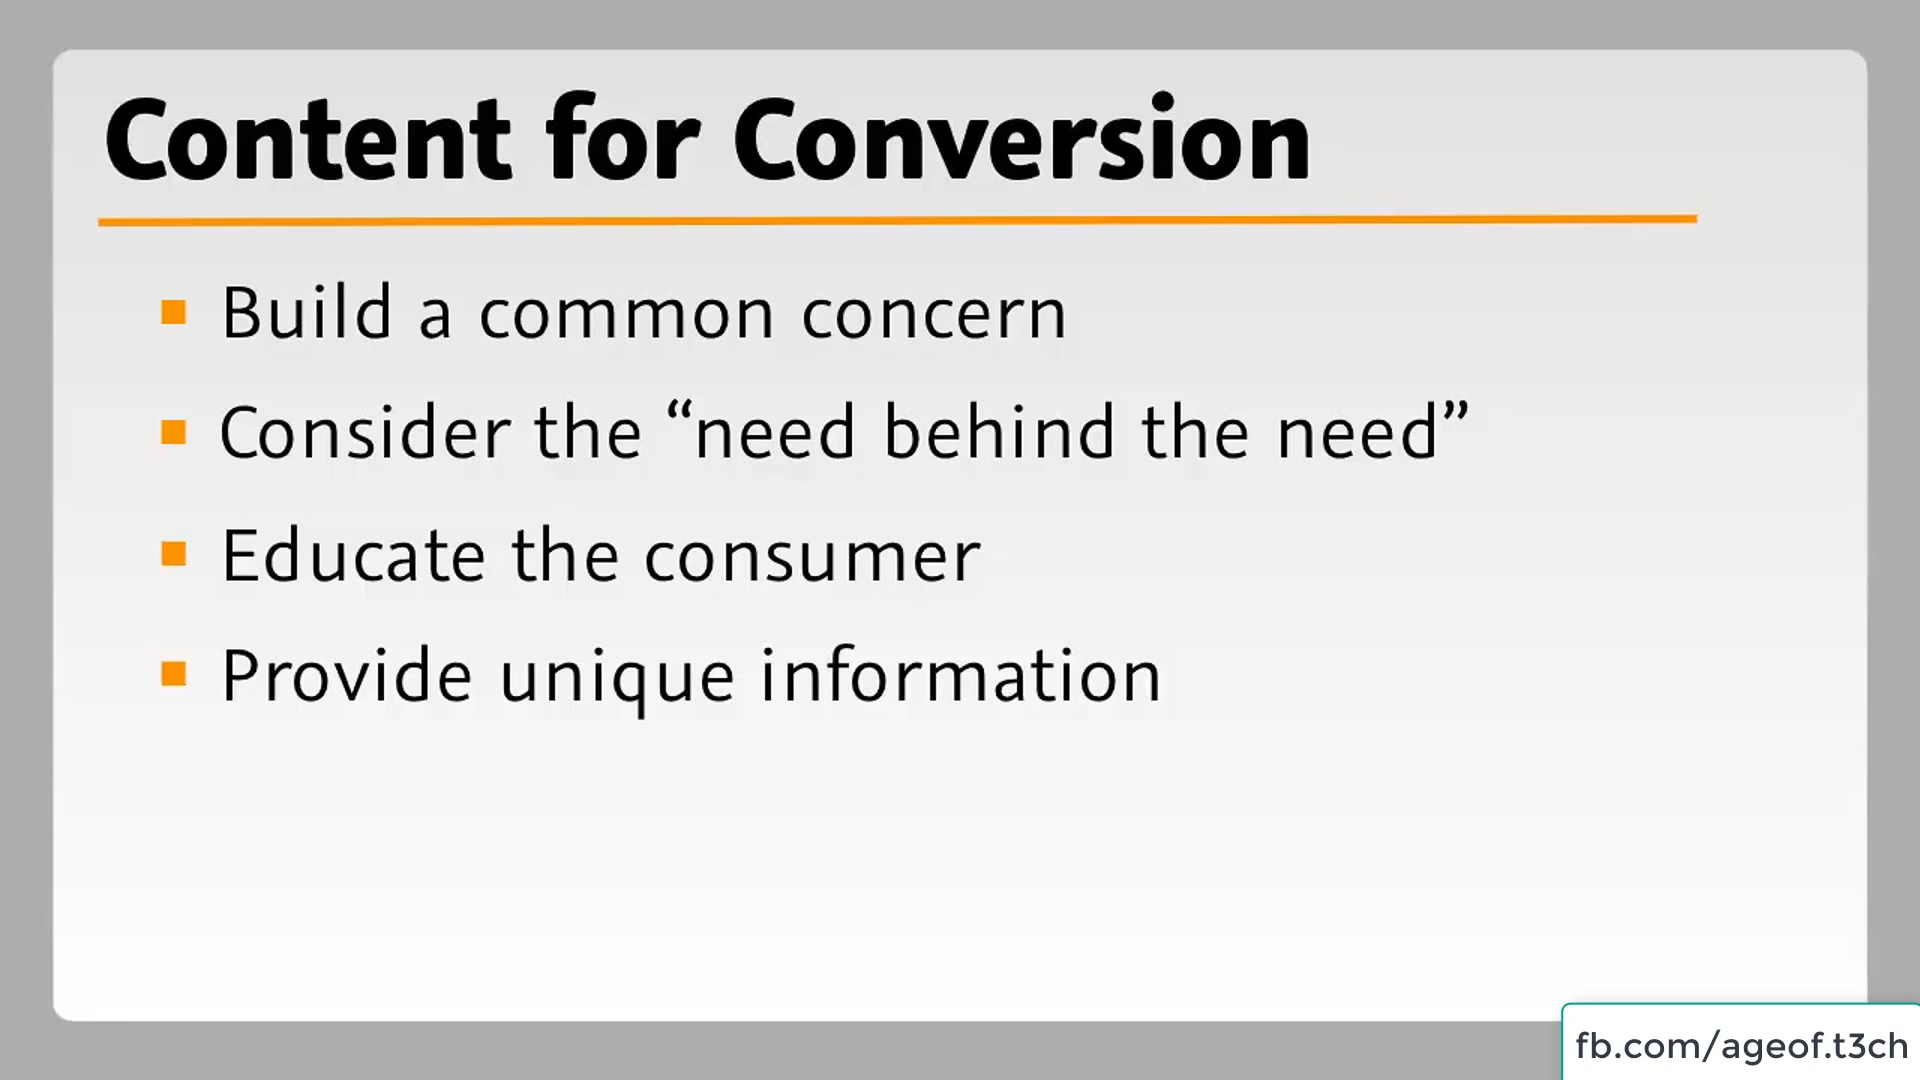 Content for Conversion
Build a common concern
Consider the “need behind the need”
Educate the consumer
Provide unique information
fb.com/ageof.t3ch